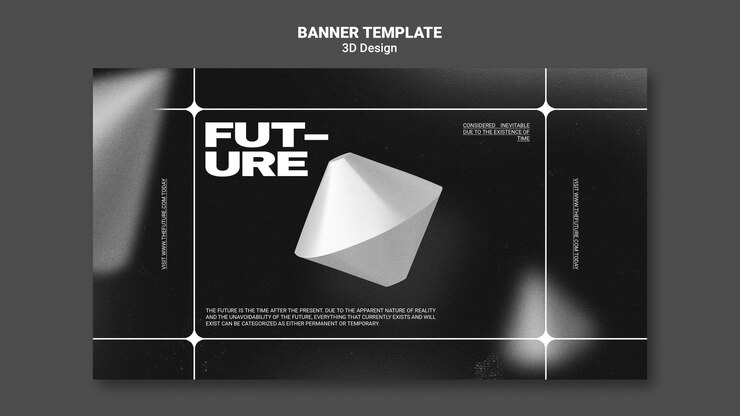 BANNER TEMPLATE
3D Design
FUT–
URE
CONSIDERED INEVITABLE
DUE TO THE EXISTENCE OF
TIME
VISIT WWW.THEFUTURE.COM TODAY
VISIT WWW.THEFUTURE.COM TODAY
THE FUTURE IS THE TIME AFTER THE PRESENT. DUE TO THE APPARENT NATURE OF REALITY
AND THE UNAVOIDABILITY OF THE FUTURE, EVERYTHING THAT CURRENTLY EXISTS AND WILL
EXIST CAN BE CATEGORIZED AS EITHER PERMANENT OR TEMPORARY.